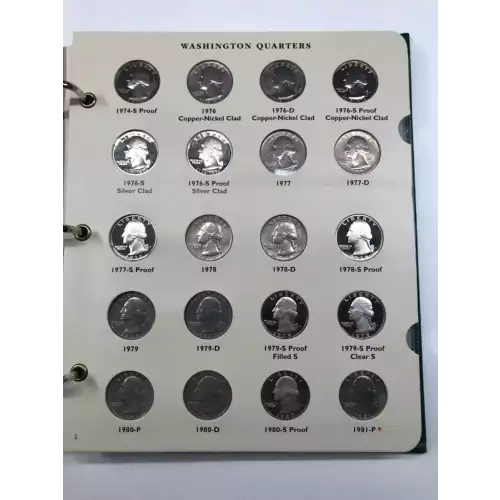 WASHINGTON QUARTERS
1974-S Proof
1976
Copper-Nickel Clad
1976-D
Copper-Nickel Clad
1976-S Proof
Copper-Nickel Clad
1976-S
Silver Clad
1976-S Proof
Silver Clad
1977
1977-D
1977-S Proof
1978
1978-D
1978-S Proof
1979
1979-D
1979-S Proof
Filled S
1979-S Proof
Clear S
1980-P
1980-D
1980-S Proof
1981-P
2